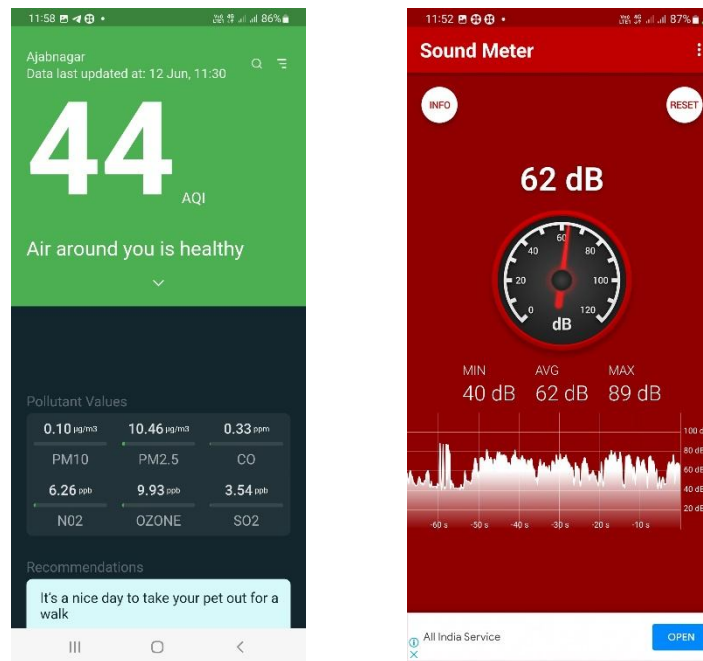 11:58
86%
Ajabnagar
Data last updated at: 12 Jun, 11:30
44
AQI
Air around you is healthy
Pollutant Values
0.10 µg/m3 10.46 µg/m3 0.33 ppm
PM10 PM2.5 CO
6.26 ppb 9.93 ppb 3.54 ppb
N02 OZONE SO2
Recommendations
It's a nice day to take your pet out for a
walk
11:52
87%
Sound Meter
INFO
RESET
62 dB
0 20 40 60 80 100 120
dB
MIN AVG MAX
40 dB 62 dB 89 dB
100 d
80 dB
60 dB
40 dB
20 dB
-60 s -50 s -40 s -30 s -20 s -10 s
All India Service
OPEN